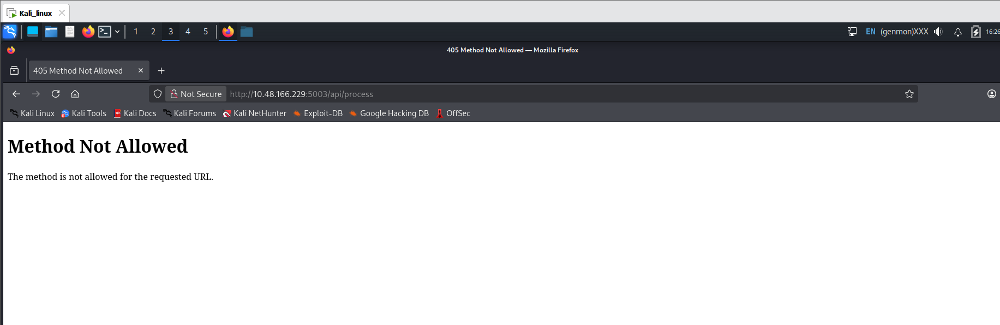 Kali_linux
1 2 3 4 5 EN (genmon)XXX 16:26
405 Method Not Allowed — Mozilla Firefox
405 Method Not Allowed
Not Secure http://10.48.166.229:5003/api/process
Kali Linux Kali Tools Kali Docs Kali Forums Kali NetHunter Exploit-DB Google Hacking DB OffSec
Method Not Allowed
The method is not allowed for the requested URL.